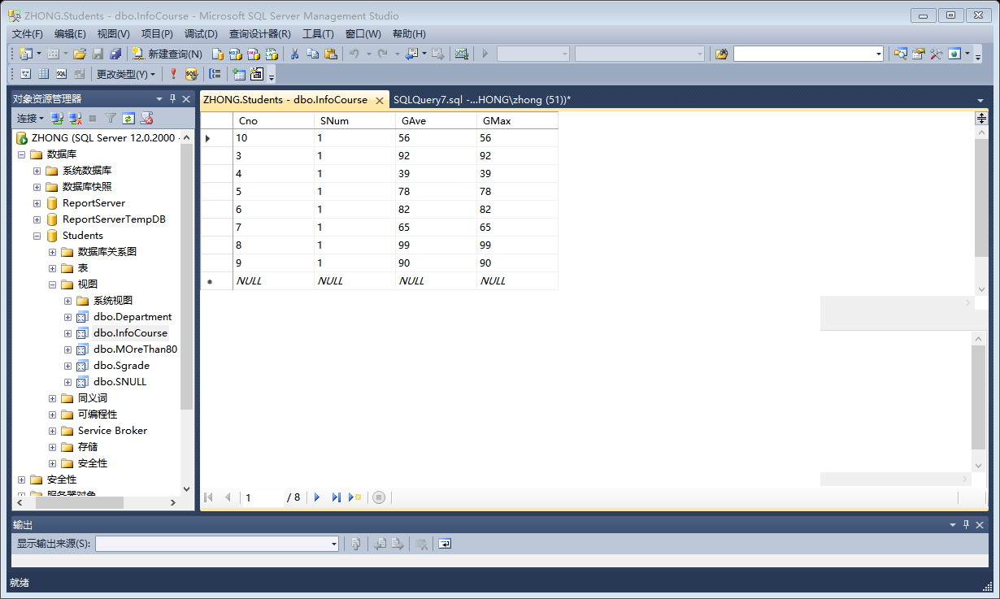 ZHONG.Students - dbo.InfoCourse - Microsoft SQL Server Management Studio
文件(F) 编辑(E) 视图(V) 项目(P) 调试(D) 查询设计器(R) 工具(T) 窗口(W) 帮助(H)
新建查询(N)
更改类型(Y)
对象资源管理器
连接
ZHONG (SQL Server 12.0.2000 -
数据库
系统数据库
数据库快照
ReportServer
ReportServerTempDB
Students
数据库关系图
表
视图
系统视图
dbo.Department
dbo.InfoCourse
dbo.MOreThan80
dbo.Sgrade
dbo.SNULL
同义词
可编程性
Service Broker
存储
安全性
安全性
服务器对象
ZHONG.Students - dbo.InfoCourse SQLQuery7.sql -...HONG\zhong (51))*
Cno SNum GAve GMax
10 1 56 56
3 1 92 92
4 1 39 39
5 1 78 78
6 1 82 82
7 1 65 65
8 1 99 99
9 1 90 90
NULL NULL NULL NULL
1 / 8
输出
显示输出来源(S):
就绪